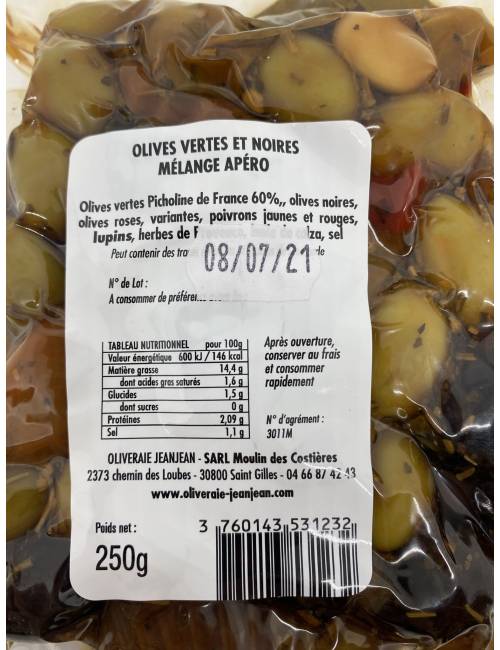 OLIVES VERTES ET NOIRES
MÉLANGE APÉRO
Olives vertes Picholine de France 60%,, olives noires,
olives roses, variantes, poivrons jaunes et rouges,
lupins, herbes de F za, sel
Peut contenir des tra de
08/07/21
N° de Lot :
A consommer de préfére
TABLEAU NUTRITIONNEL pour 100g
Valeur énergétique 600 kJ / 146 kcal
Matière grasse 14,4 g
dont acides gras saturés 1,6 g
Glucides 1,5 g
dont sucres 0 g
Protéines 2,09 g
Sel 1,1 g
Après ouverture,
conserver au frais
et consommer
rapidement
N° d'agrément :
3011M
OLIVERAIE JEANJEAN - SARL Moulin des Costières
2373 chemin des Loubes - 30800 Saint Gilles - 04 66 87 42 43
www.oliveraie-jeanjean.com
Poids net :
250g
3 760143 531232